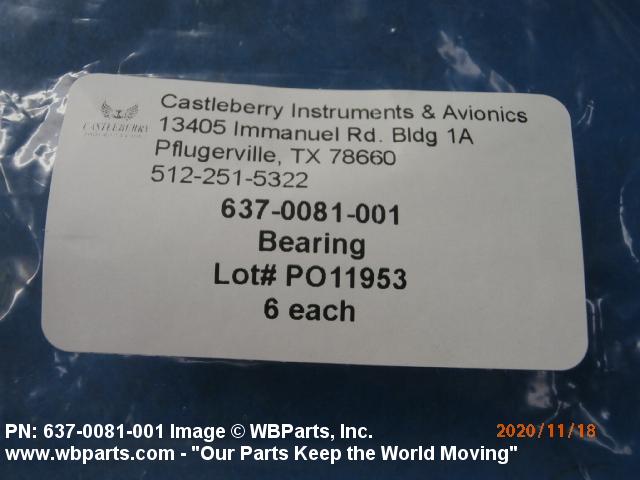 CASTLEBERRY
Castleberry Instruments & Avionics
13405 Immanuel Rd. Bldg 1A
Pflugerville, TX 78660
512-251-5322
637-0081-001
Bearing
Lot# PO11953
6 each
PN: 637-0081-001 Image © WBParts, Inc.
2020/11/18
www.wbparts.com - "Our Parts Keep the World Moving"